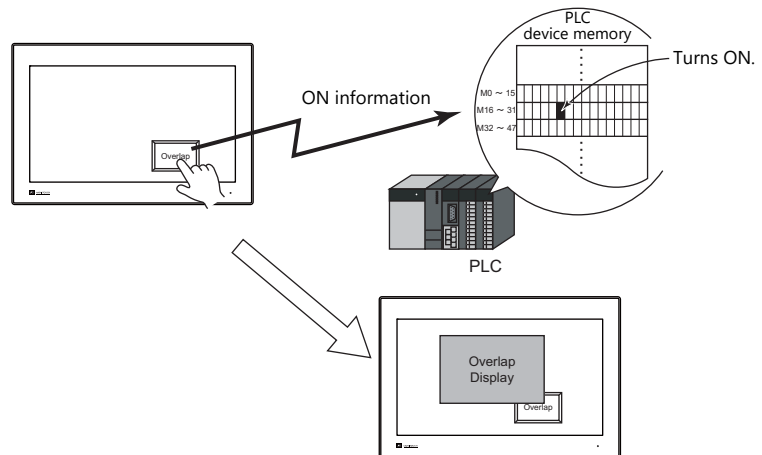 PLC
device memory
Turns ON.
ON information
M0 ~ 15
M16 ~ 31
M32 ~ 47
Overlap
PLC
Overlap
Display
Overlap